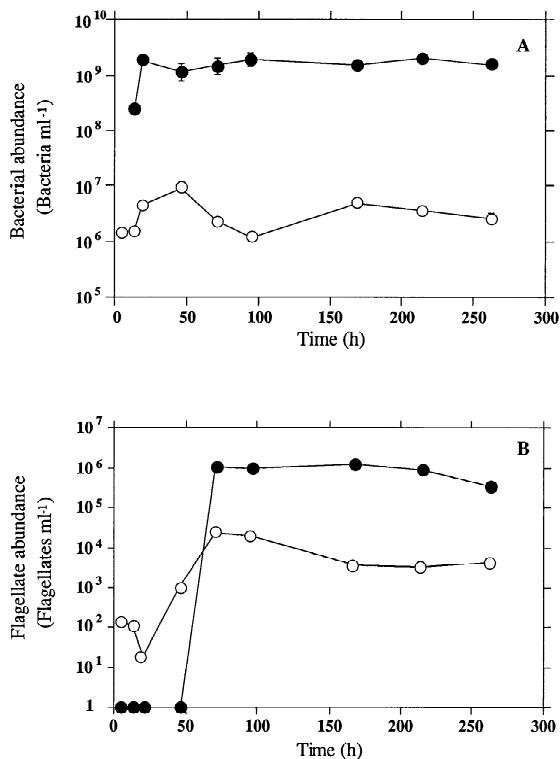 A
10^10
10^9
10^8
10^7
10^6
10^5
Bacterial abundance
(Bacteria ml^-1)
0 50 100 150 200 250 300
Time (h)
B
10^7
10^6
10^5
10^4
10^3
10^2
10^1
1
Flagellate abundance
(Flagellates ml^-1)
0 50 100 150 200 250 300
Time (h)